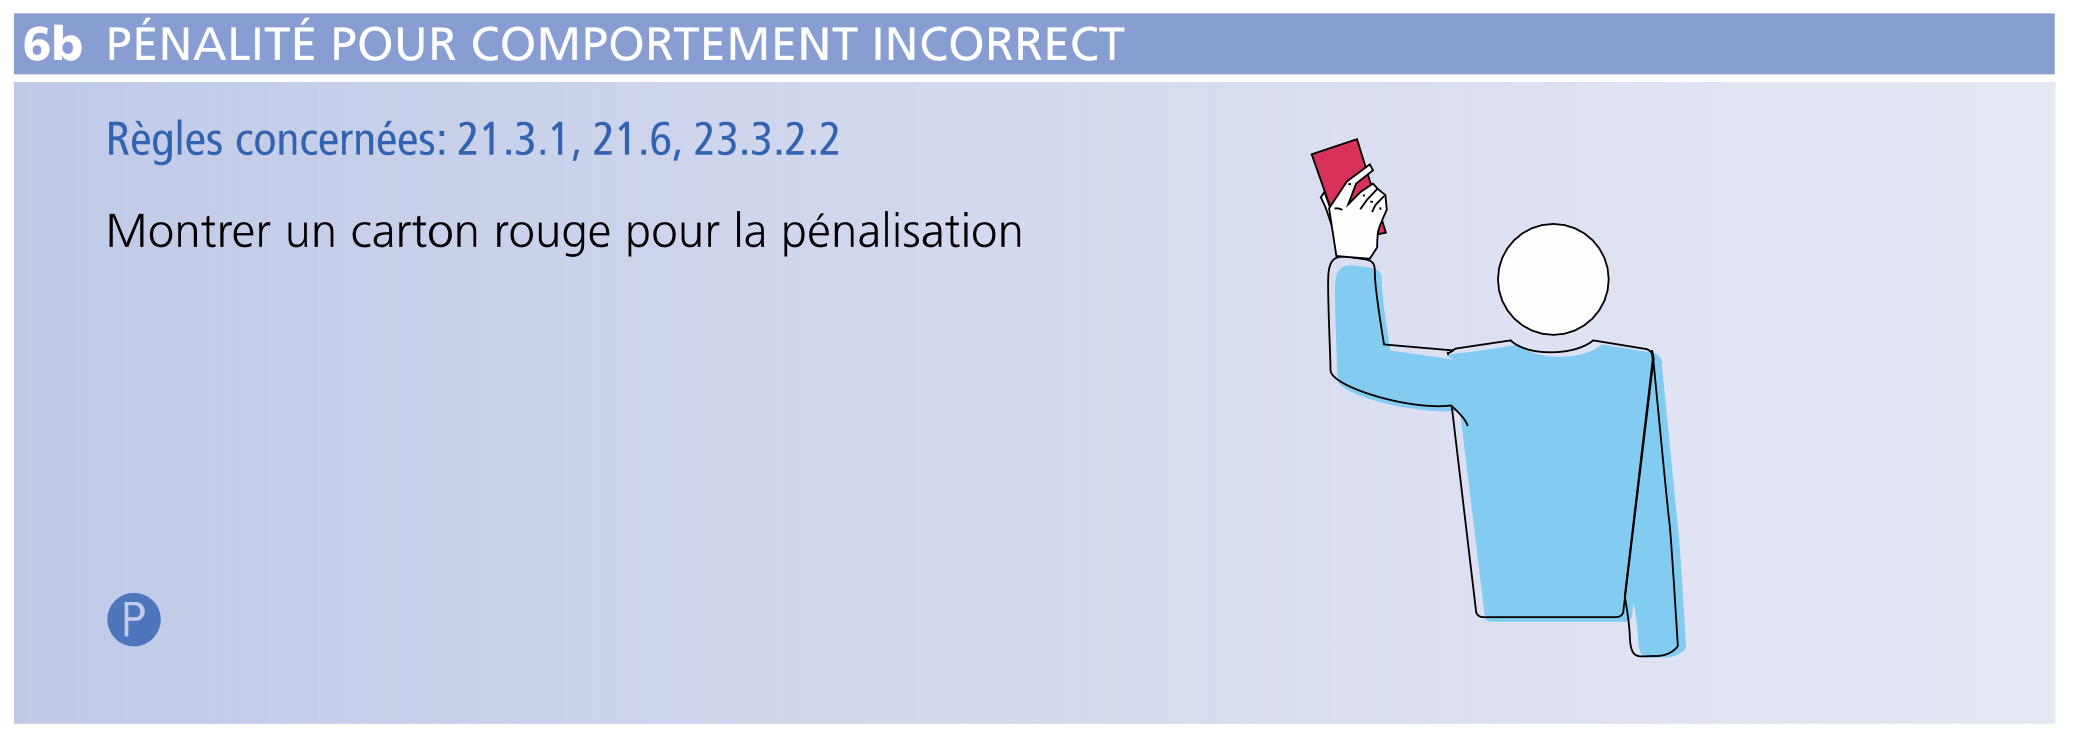 6b PÉNALITÉ POUR COMPORTEMENT INCORRECT
Règles concernées: 21.3.1, 21.6, 23.3.2.2
Montrer un carton rouge pour la pénalisation
P